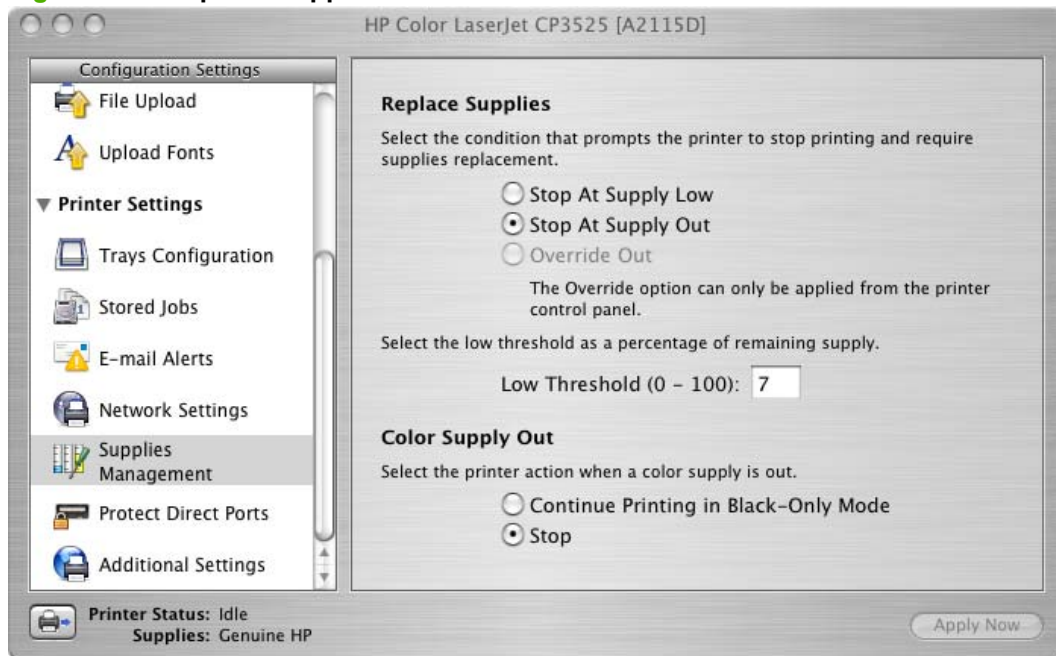 HP Color LaserJet CP3525 [A2115D]
Configuration Settings
File Upload
Upload Fonts
Printer Settings
Trays Configuration
Stored Jobs
E-mail Alerts
Network Settings
Supplies
Management
Protect Direct Ports
Additional Settings
Replace Supplies
Select the condition that prompts the printer to stop printing and require
supplies replacement.
Stop At Supply Low
Stop At Supply Out
Override Out
The Override option can only be applied from the printer
control panel.
Select the low threshold as a percentage of remaining supply.
Low Threshold (0 – 100): 7
Color Supply Out
Select the printer action when a color supply is out.
Continue Printing in Black-Only Mode
Stop
Printer Status: Idle
Supplies: Genuine HP
Apply Now